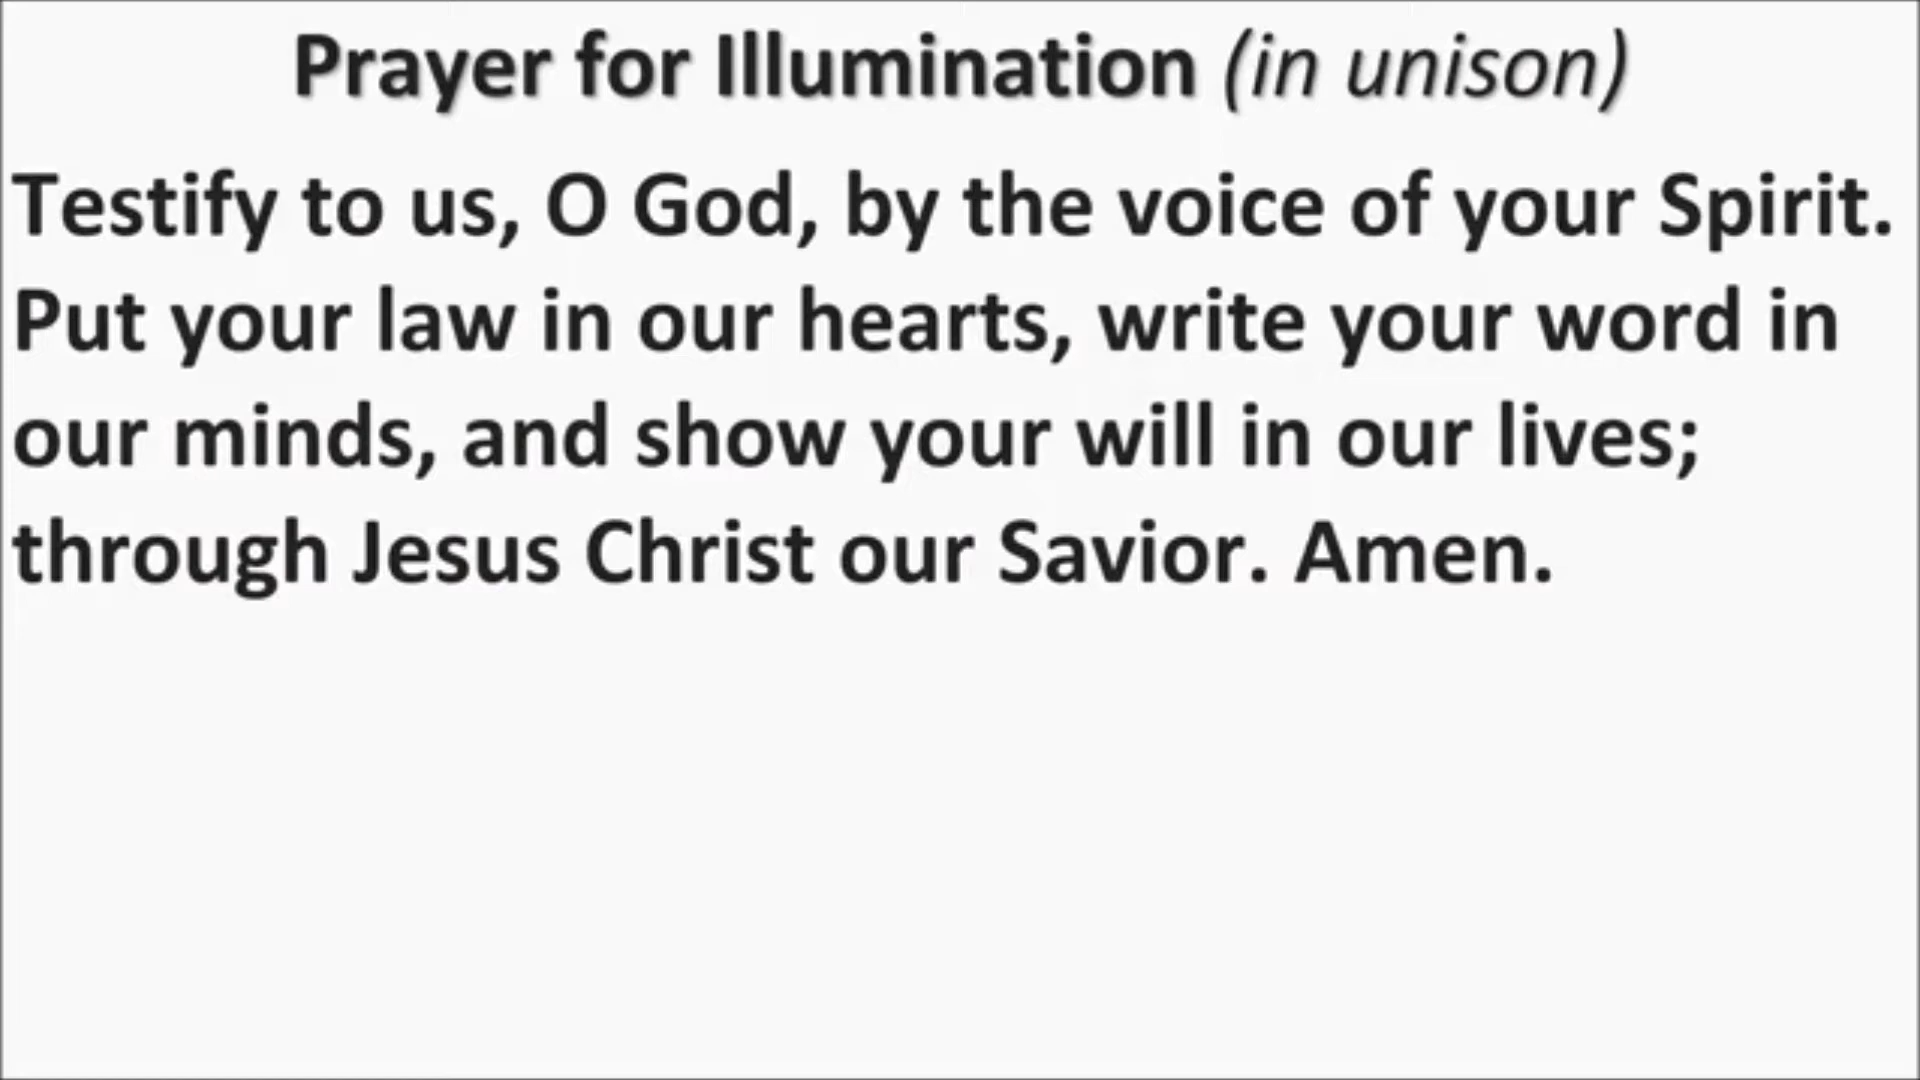 Prayer for Illumination (in unison)
Testify to us, O God, by the voice of your Spirit.
Put your law in our hearts, write your word in
our minds, and show your will in our lives;
through Jesus Christ our Savior. Amen.